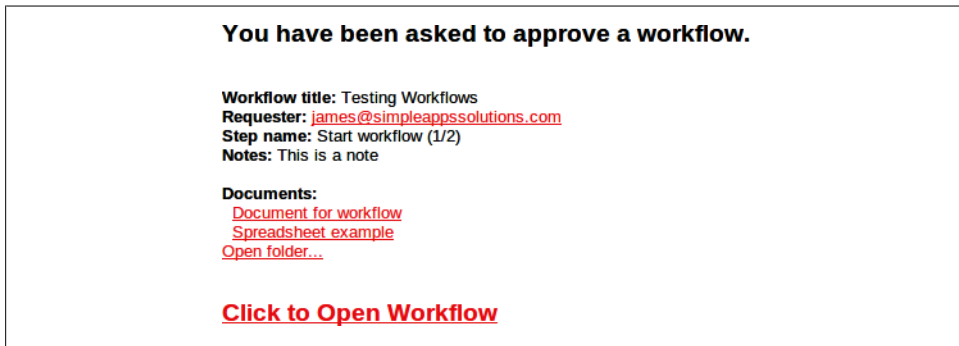 You have been asked to approve a workflow.
Workflow title: Testing Workflows
Requester: james@simpleappssolutions.com
Step name: Start workflow (1/2)
Notes: This is a note
Documents:
Document for workflow
Spreadsheet example
Open folder...
Click to Open Workflow